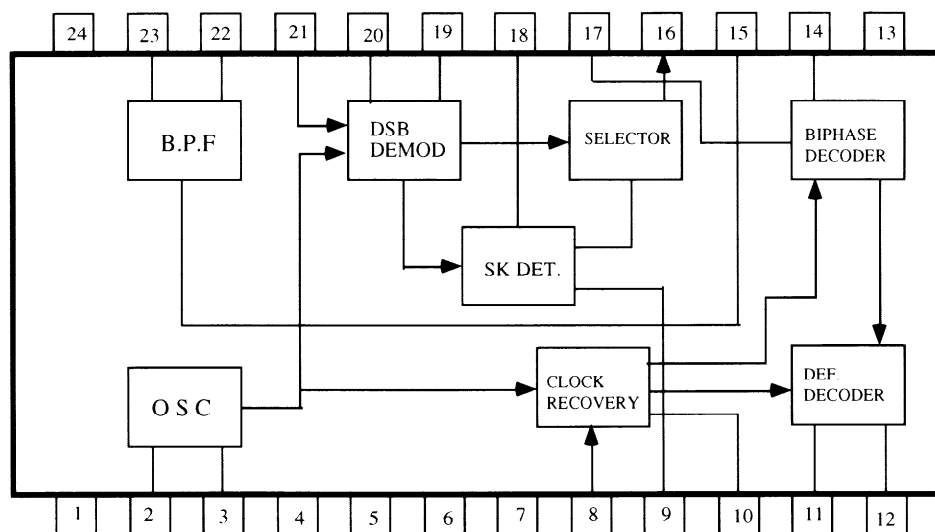 24 23 22 21 20 19 18 17 16 15 14 13
B.P.F
DSB
DEMOD
SELECTOR
BIPHASE
DECODER
SK DET.
O S C
CLOCK
RECOVERY
DEF.
DECODER
1 2 3 4 5 6 7 8 9 10 11 12